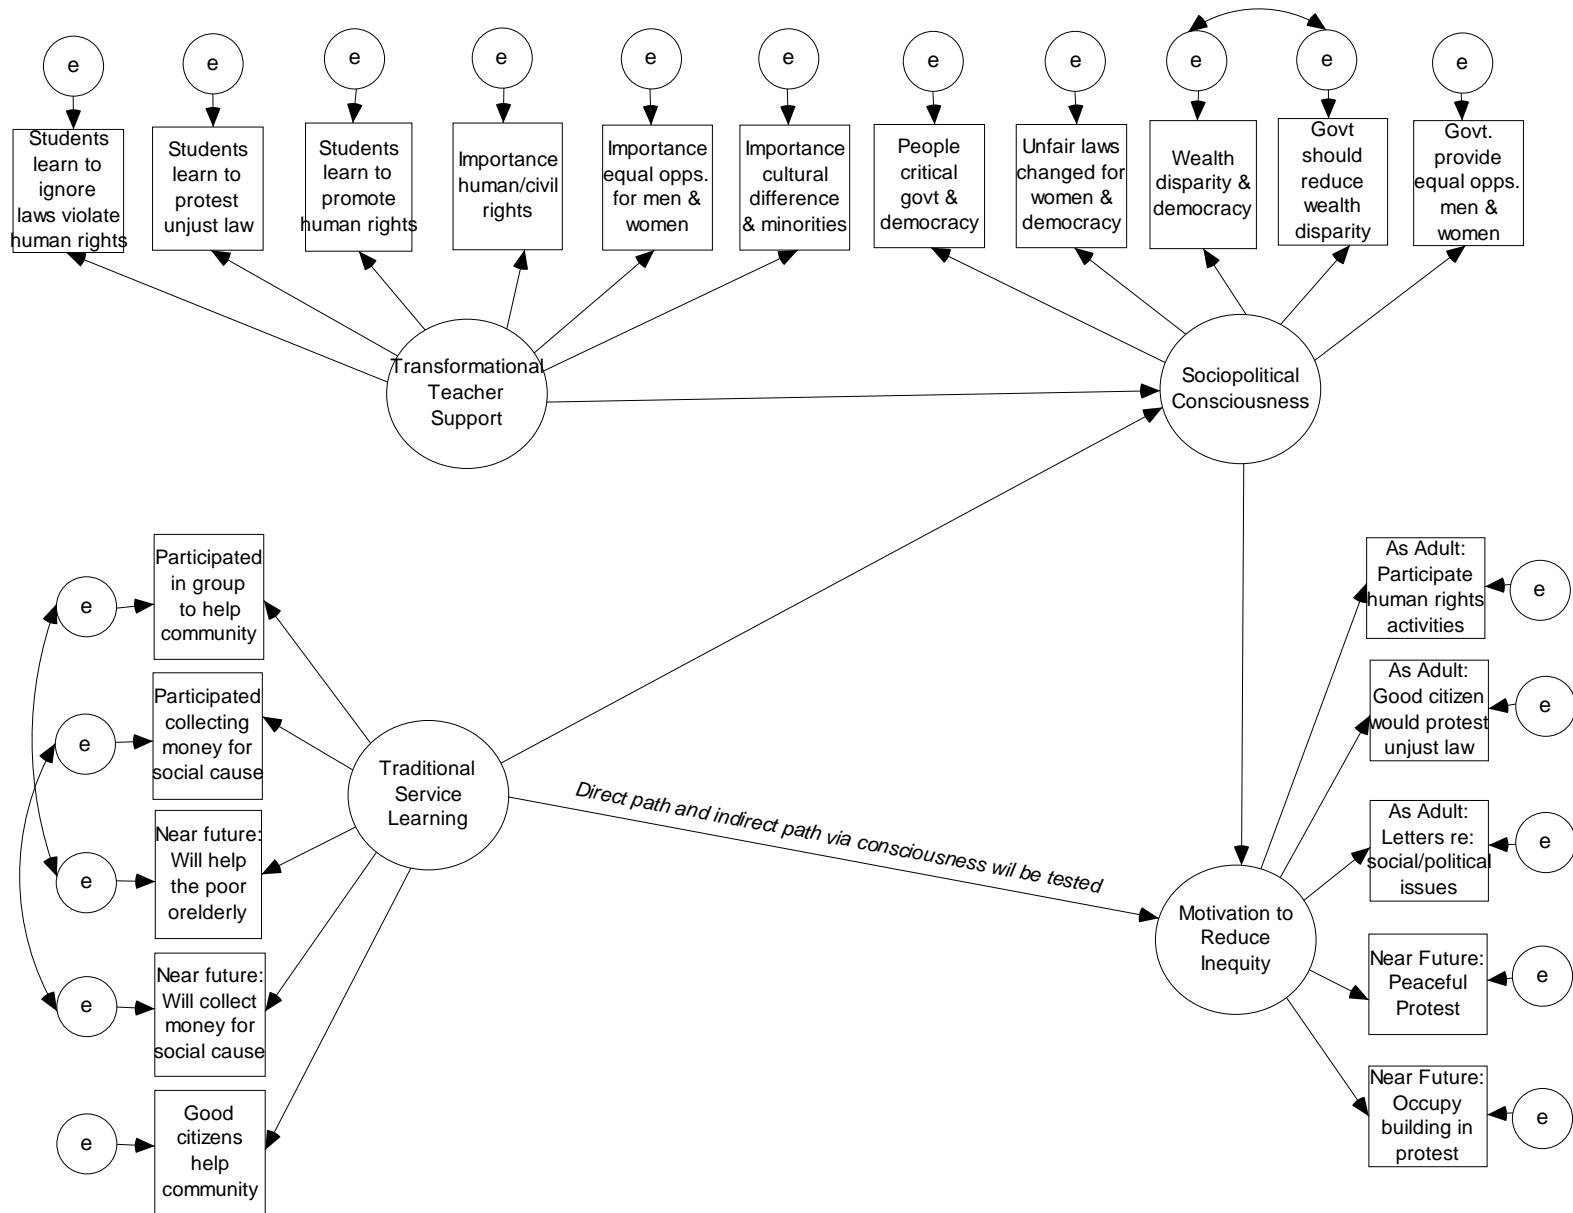 e
e
e
e
e
e
e
e
e
e
e
Students
learn to
ignore
laws violate
human rights
Students
learn to
protest
unjust law
Students
learn to
promote
human rights
Importance
human/civil
rights
Importance
equal opps.
for men &
women
Importance
cultural
difference
& minorities
People
critical
govt &
democracy
Unfair laws
changed for
women &
democracy
Wealth
disparity &
democracy
Govt
should
reduce
wealth
disparity
Govt.
provide
equal opps.
men &
women
Transformational
Teacher
Support
Sociopolitical
Consciousness
e
Participated
in group
to help
community
e
Participated
collecting
money for
social cause
e
Near future:
Will help
the poor
orelderly
e
Near future:
Will collect
money for
social cause
e
Good
citizens
help
community
Traditional
Service
Learning
Direct path and indirect path via consciousness wil be tested
Motivation to
Reduce
Inequity
As Adult:
Participate
human rights
activities
e
As Adult:
Good citizen
would protest
unjust law
e
As Adult:
Letters re:
social/political
issues
e
Near Future:
Peaceful
Protest
e
Near Future:
Occupy
building in
protest
e